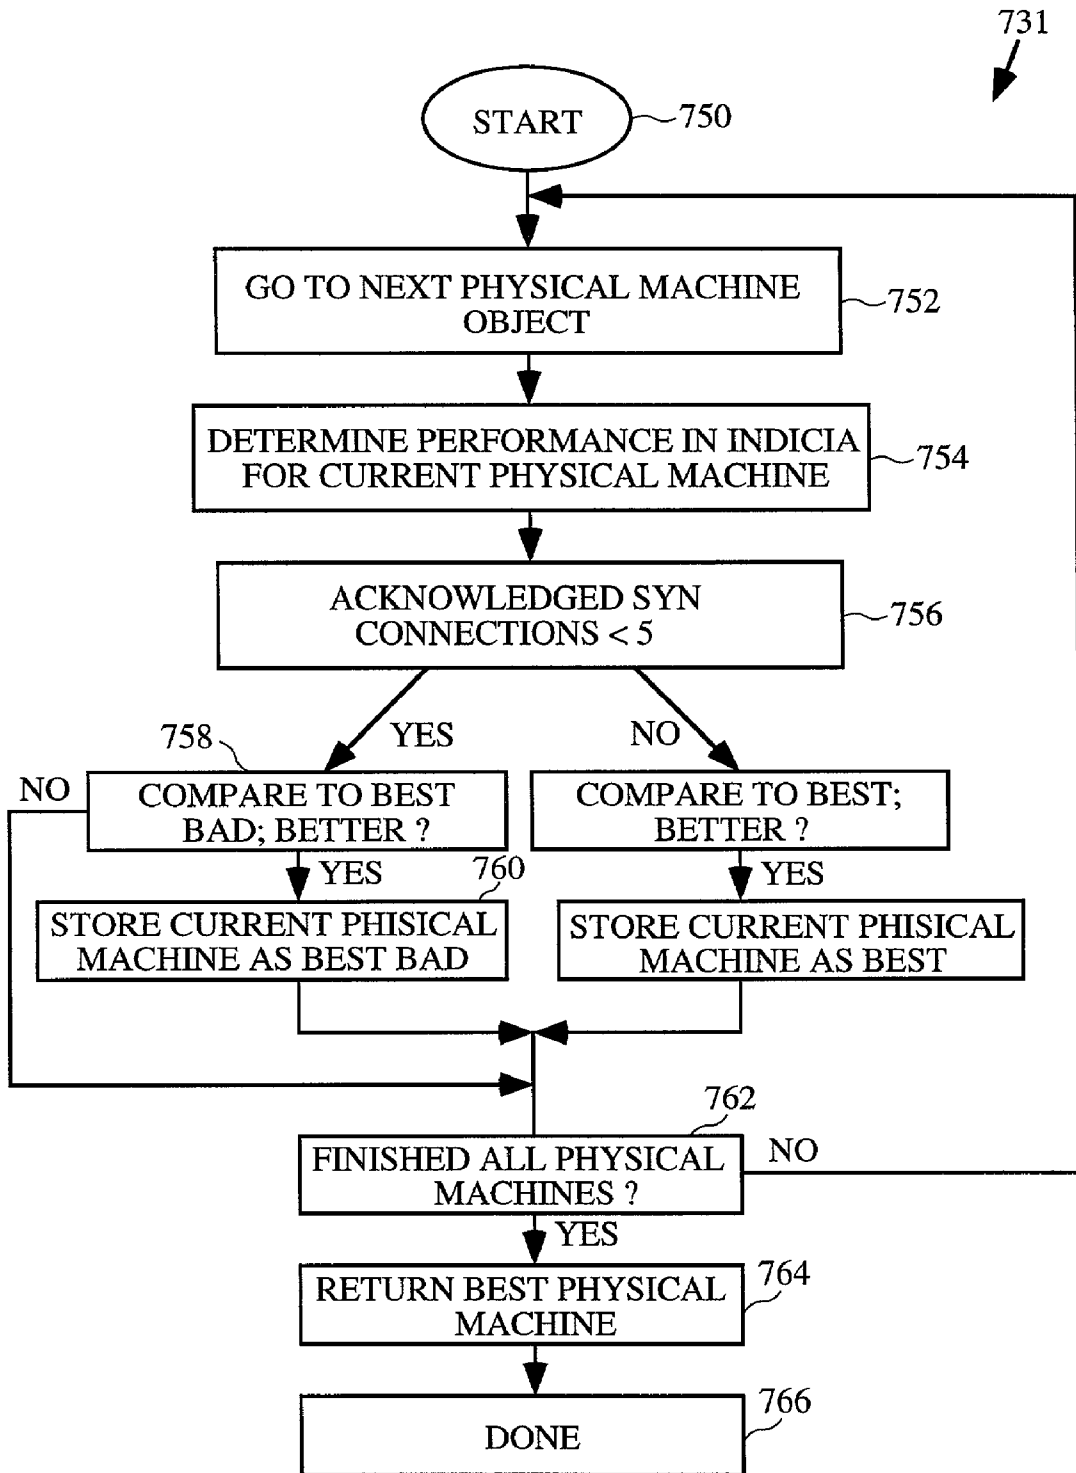 731
START
750
GO TO NEXT PHYSICAL MACHINE
OBJECT
752
DETERMINE PERFORMANCE IN INDICIA
FOR CURRENT PHYSICAL MACHINE
754
ACKNOWLEDGED SYN
CONNECTIONS < 5
756
YES
NO
758
NO
COMPARE TO BEST
BAD; BETTER ?
COMPARE TO BEST;
BETTER ?
YES
760
YES
STORE CURRENT PHISICAL
MACHINE AS BEST BAD
STORE CURRENT PHISICAL
MACHINE AS BEST
762
FINISHED ALL PHYSICAL
MACHINES ?
NO
YES
RETURN BEST PHYSICAL
MACHINE
764
DONE
766